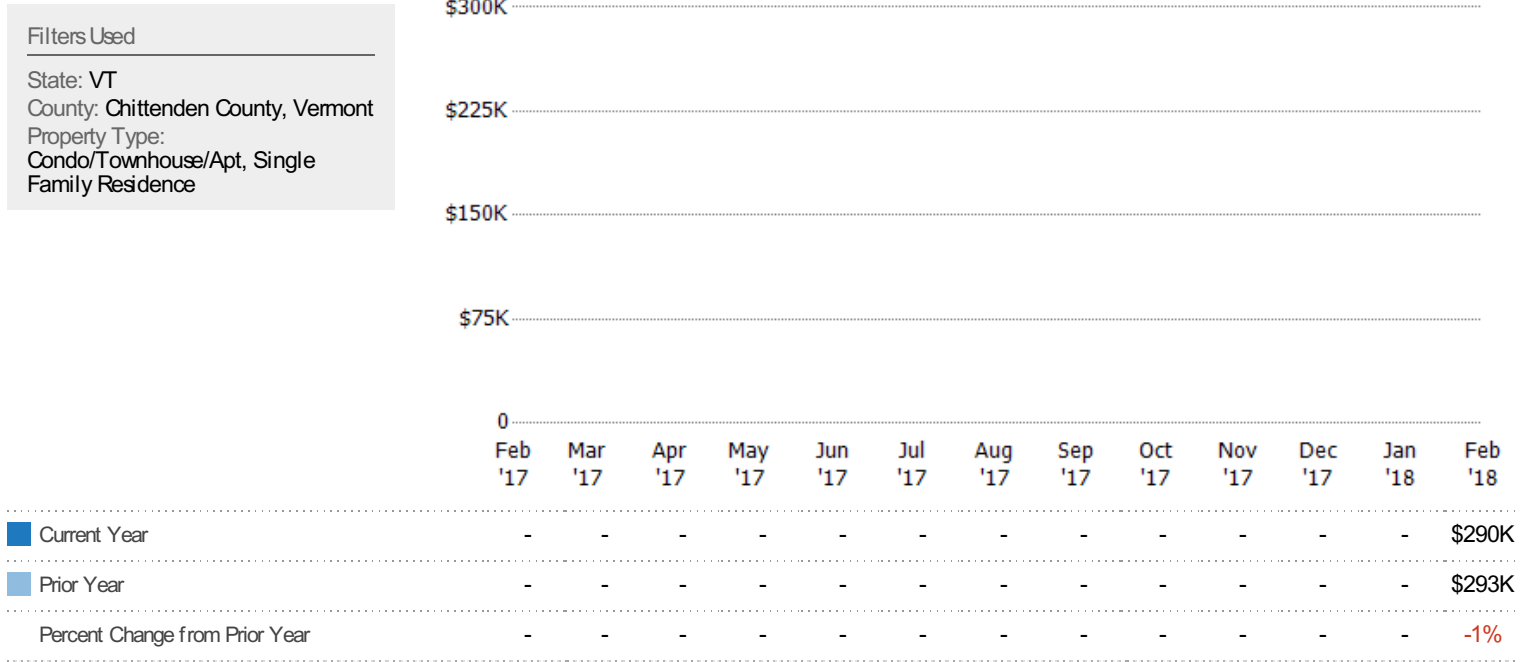 Filters Used
State: VT
County: Chittenden County, Vermont
Property Type:
Condo/Townhouse/Apt, Single
Family Residence
$300K
$225K
$150K
$75K
0
Feb Mar Apr May Jun Jul Aug Sep Oct Nov Dec Jan Feb
'17 '17 '17 '17 '17 '17 '17 '17 '17 '17 '17 '18 '18
Current Year - - - - - - - - - - - - $290K
Prior Year - - - - - - - - - - - - $293K
Percent Change from Prior Year - - - - - - - - - - - - -1%